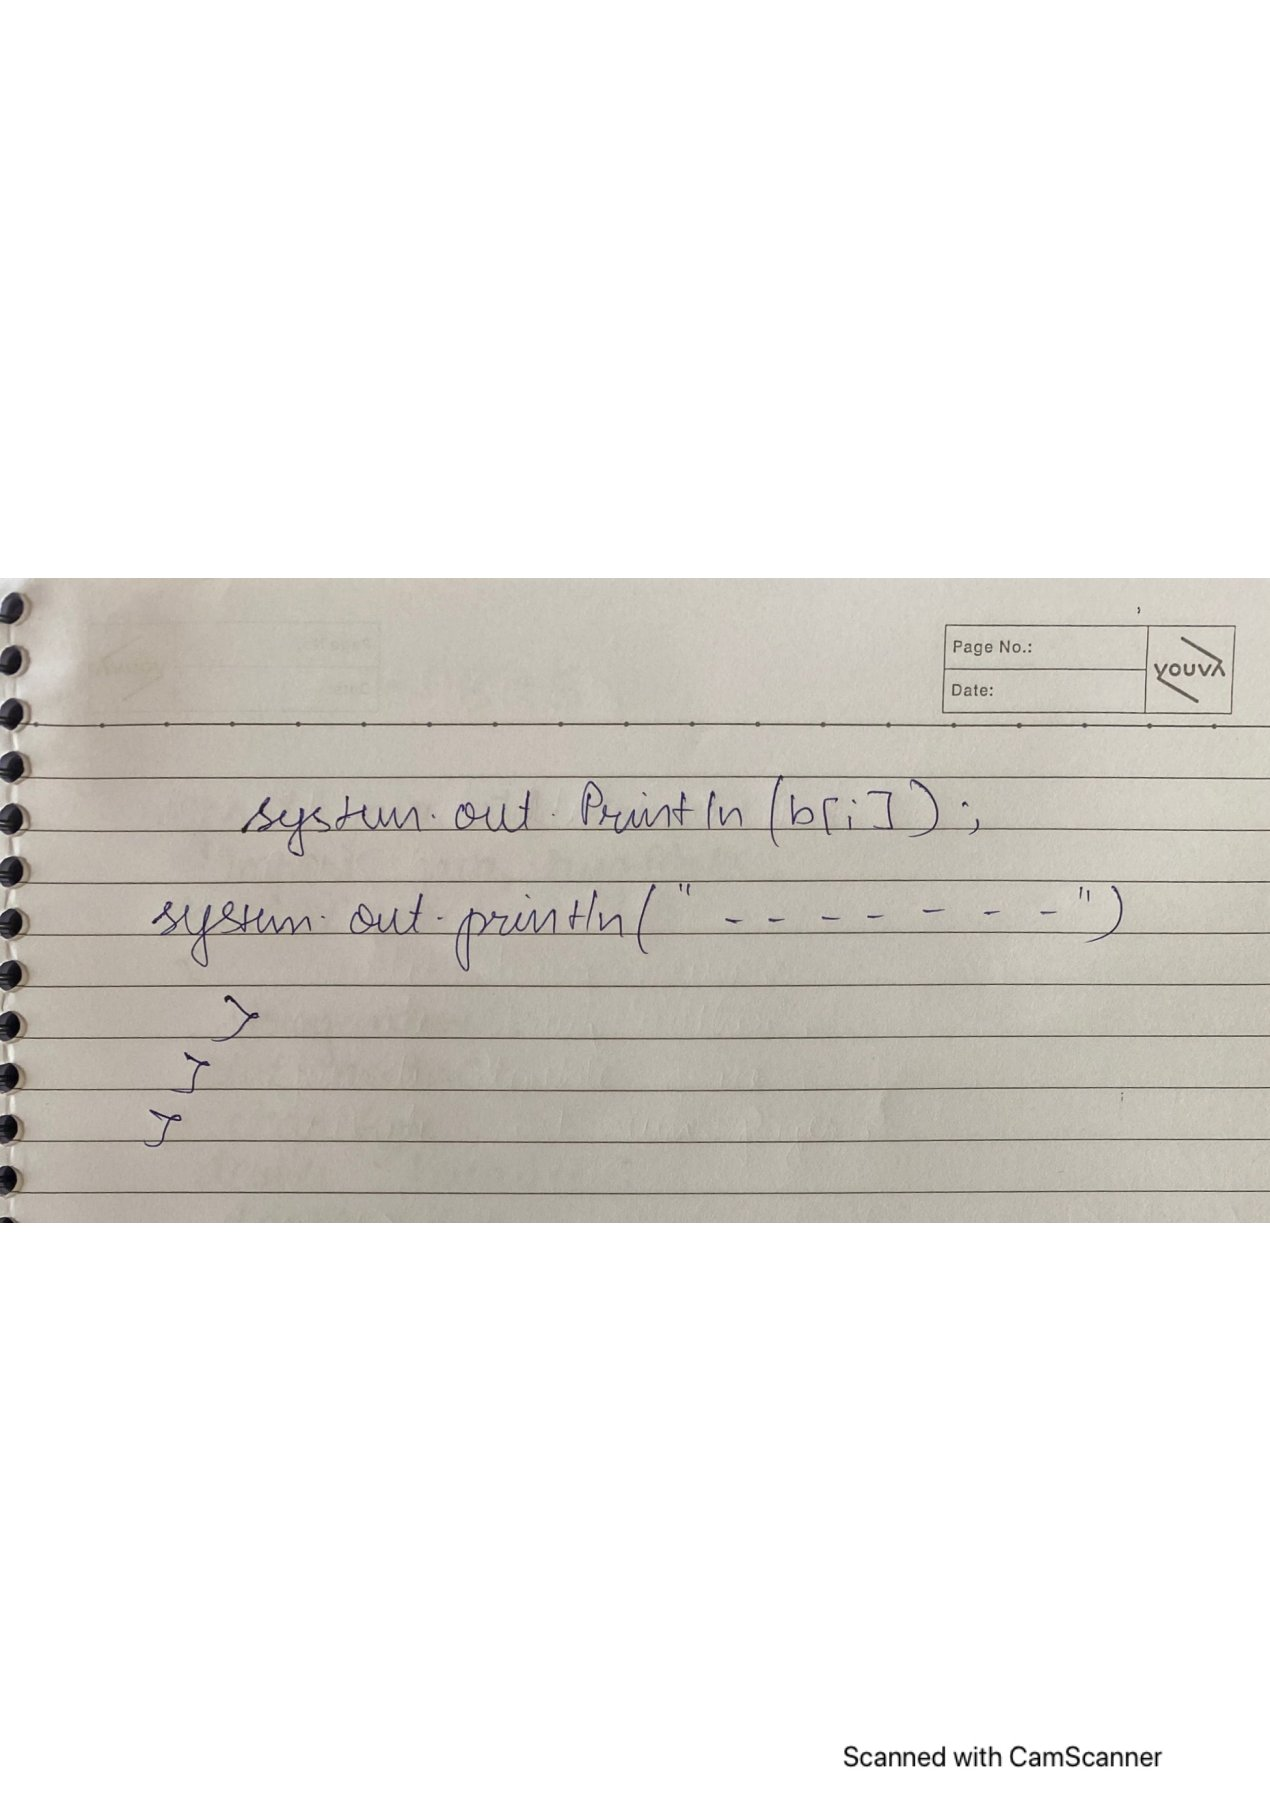 Page No.:
Date:
YOUVA
system.out.Println(b[i]);
system.out.println("- - - - - - -")
}
}
}
Scanned with CamScanner